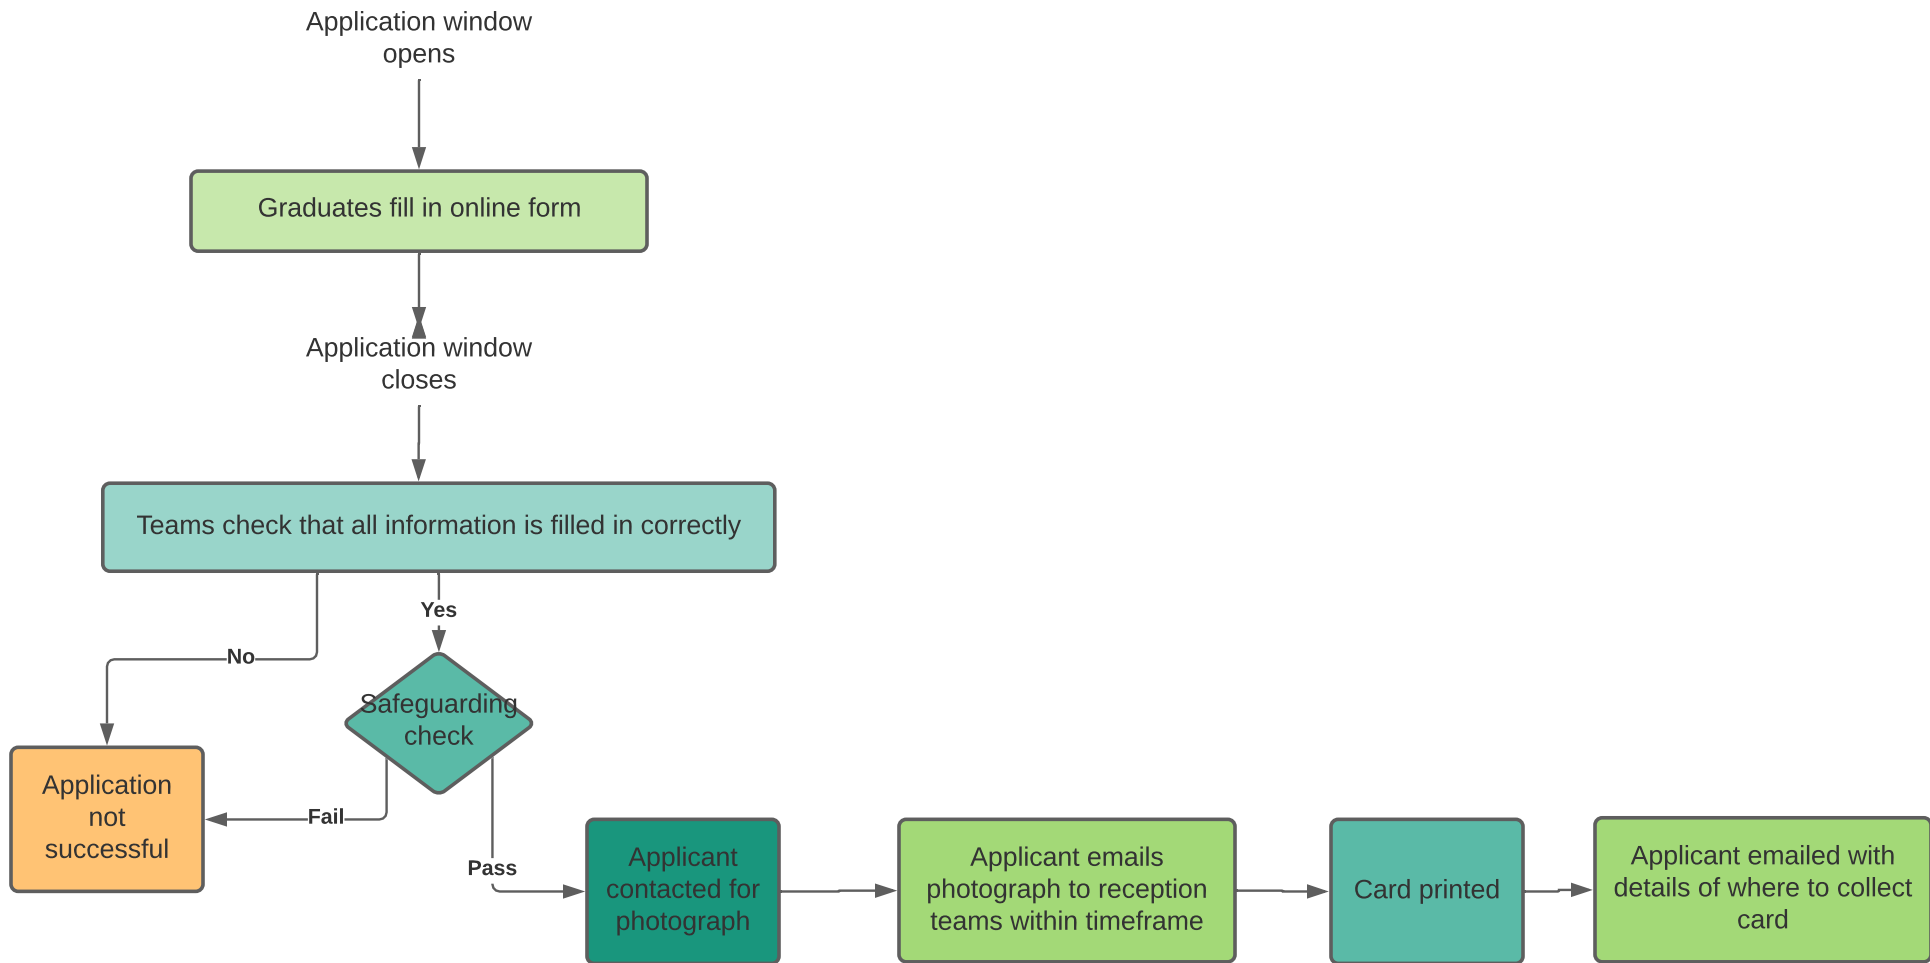 Application window
opens
Graduates fill in online form
Application window
closes
Teams check that all information is filled in correctly
Yes
No
Safeguarding
check
Application
not
successful
Fail
Pass
Applicant
contacted for
photograph
Applicant emails
photograph to reception
teams within timeframe
Card printed
Applicant emailed with
details of where to collect
card